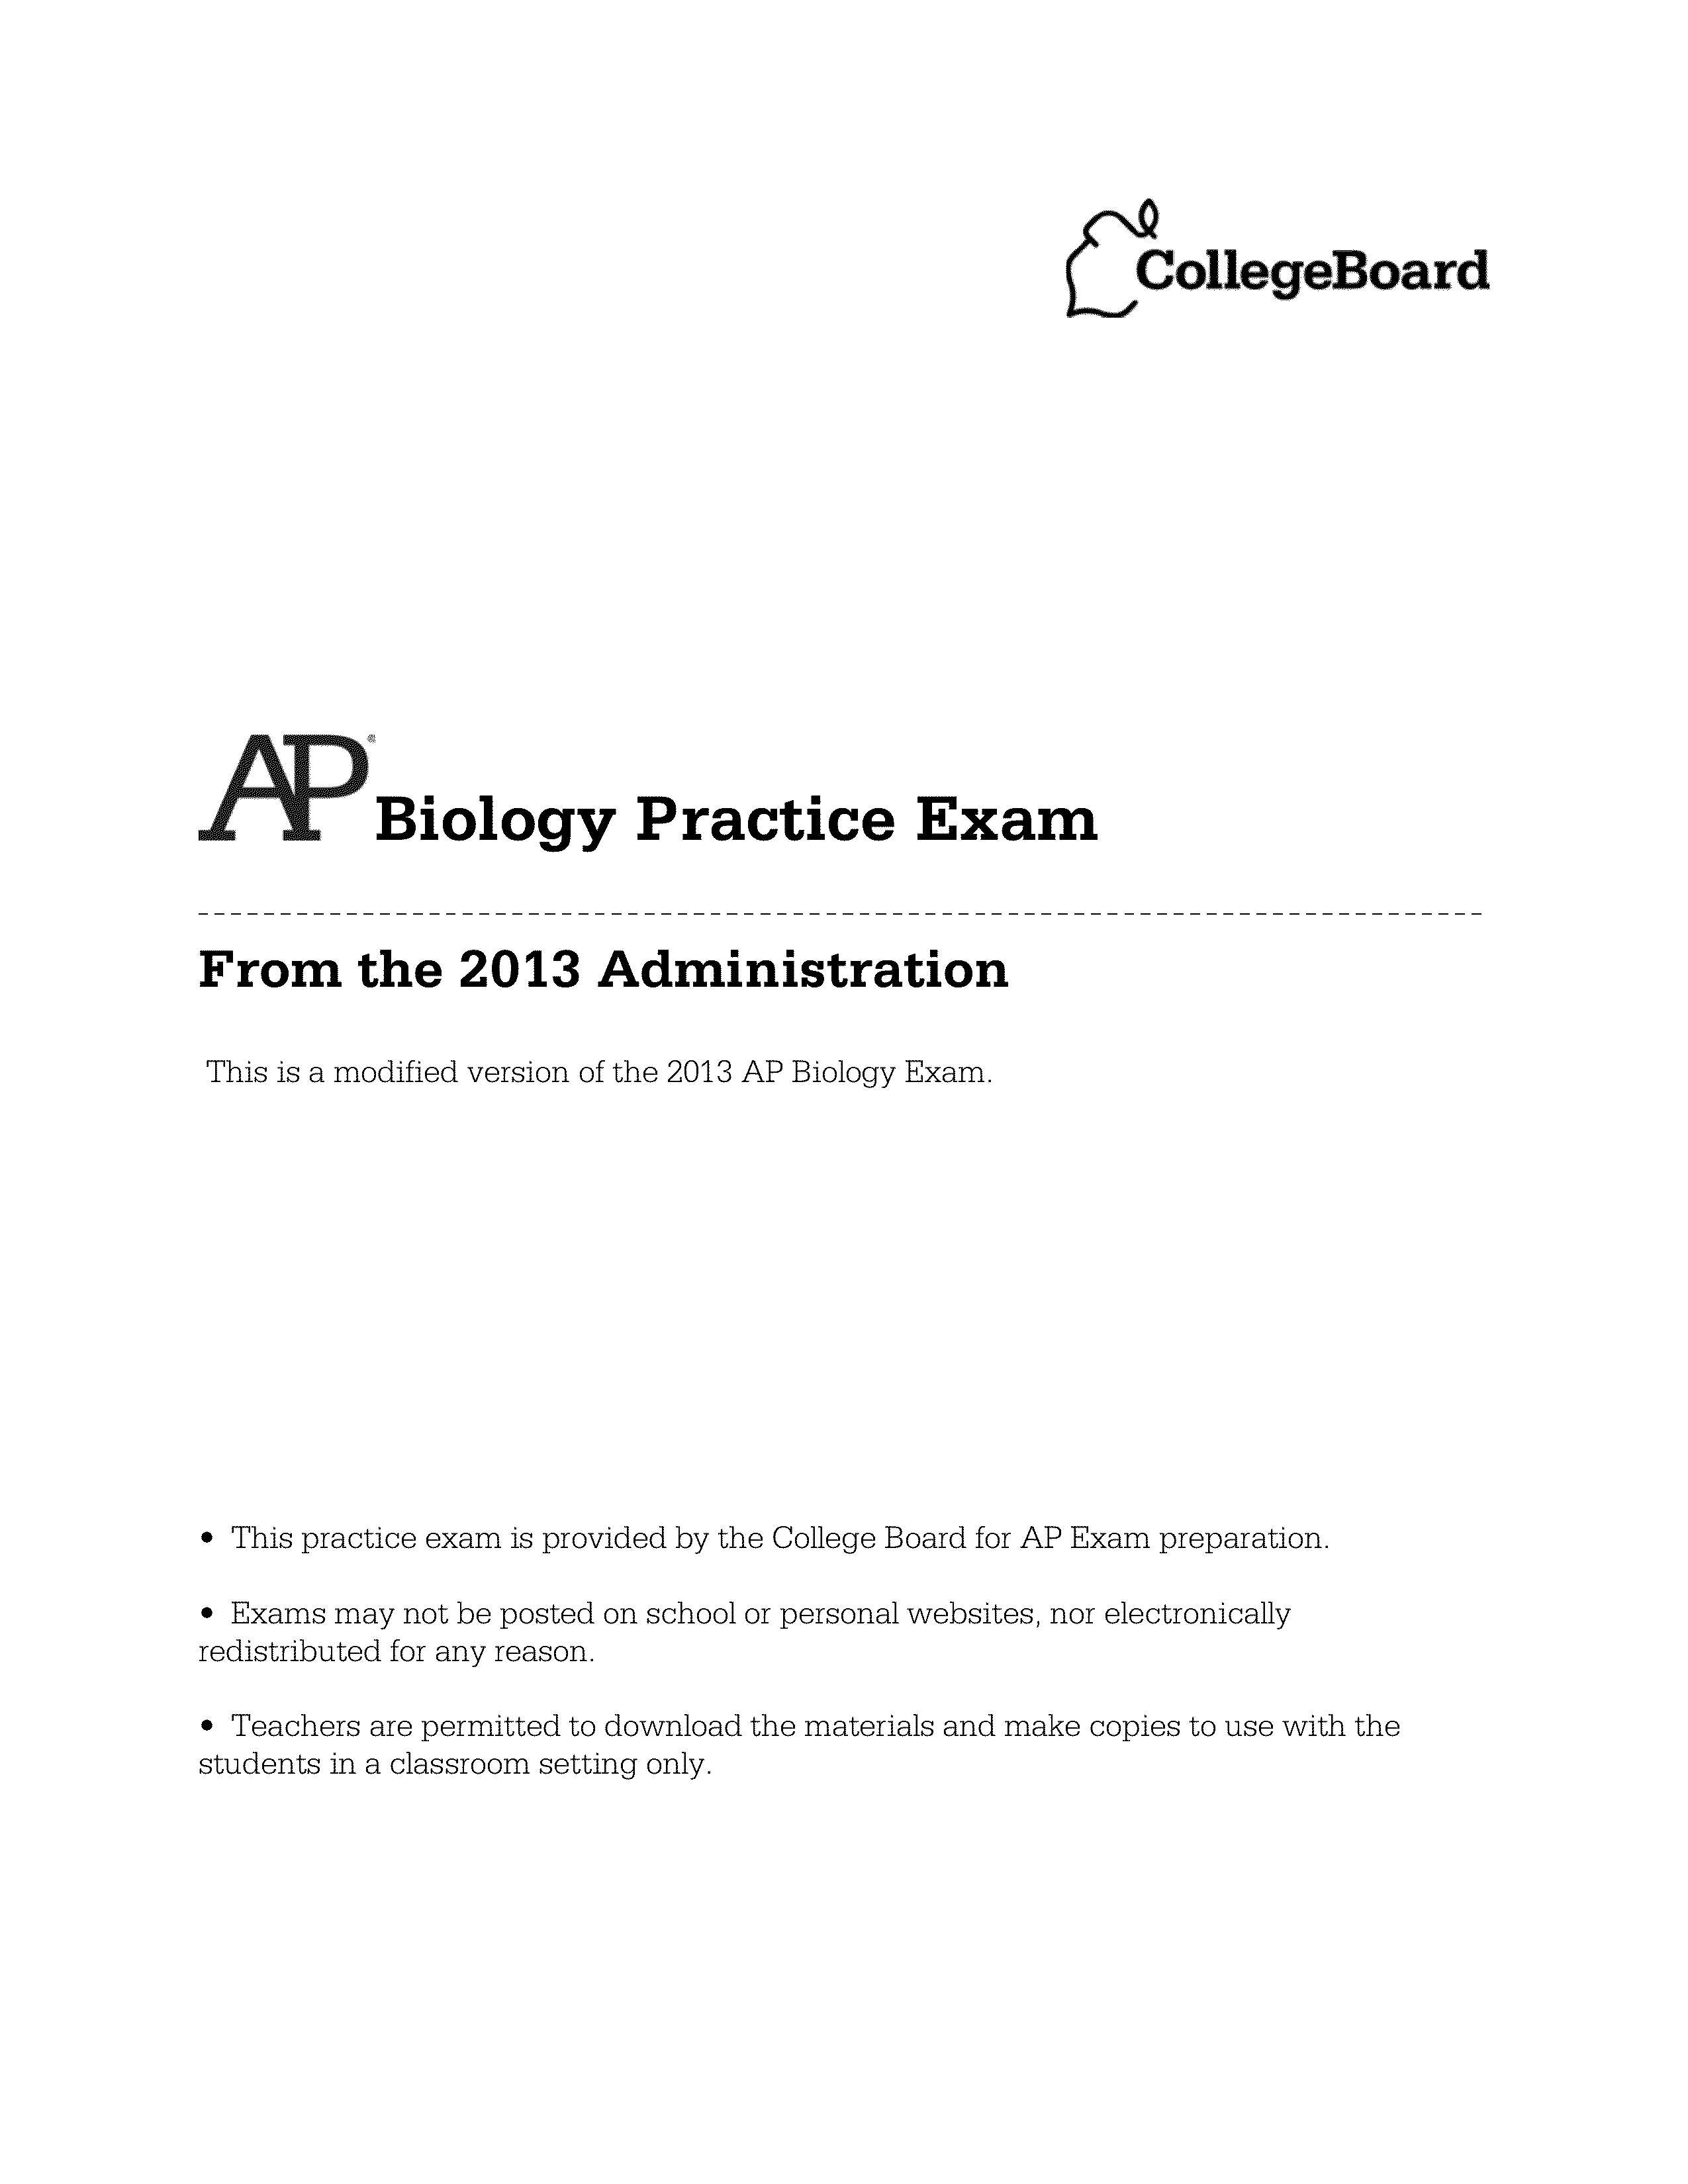 CollegeBoard
AP® Biology Practice Exam
From the 2013 Administration
This is a modified version of the 2013 AP Biology Exam.
• This practice exam is provided by the College Board for AP Exam preparation.
• Exams may not be posted on school or personal websites, nor electronically
redistributed for any reason.
• Teachers are permitted to download the materials and make copies to use with the
students in a classroom setting only.